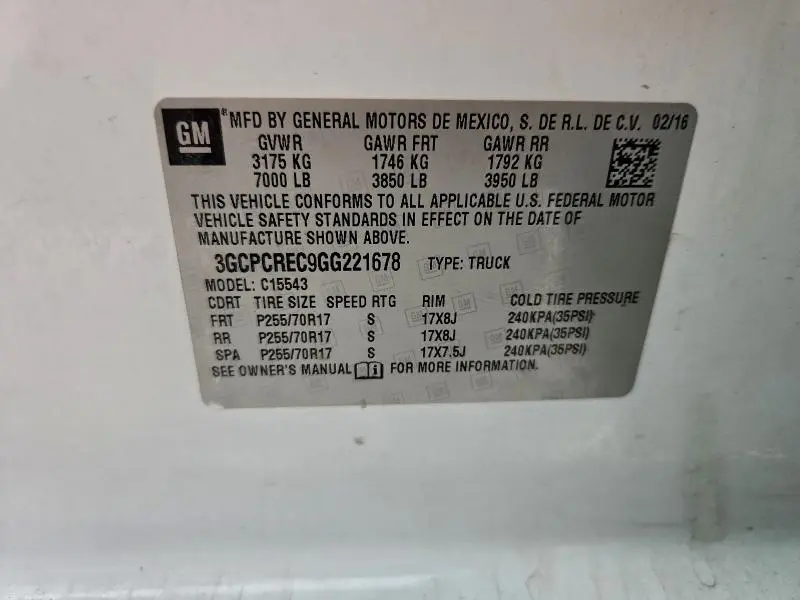 GM MFD BY GENERAL MOTORS DE MEXICO, S. DE R.L. DE C.V. 02/16
GVWR GAWR FRT GAWR RR
3175 KG 1746 KG 1792 KG
7000 LB 3850 LB 3950 LB
THIS VEHICLE CONFORMS TO ALL APPLICABLE U.S. FEDERAL MOTOR
VEHICLE SAFETY STANDARDS IN EFFECT ON THE DATE OF
MANUFACTURE SHOWN ABOVE.
3GCPCREC9GG221678 TYPE: TRUCK
MODEL: C15543
CDRT TIRE SIZE SPEED RTG RIM COLD TIRE PRESSURE
FRT P255/70R17 S 17X8J 240KPA(35PSI)
RR P255/70R17 S 17X8J 240KPA(35PSI)
SPA P255/70R17 S 17X7.5J 240KPA(35PSI)
SEE OWNER'S MANUAL FOR MORE INFORMATION.